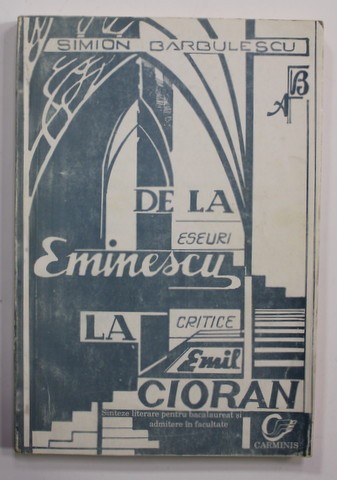 SIMION BARBULESCU
AB
DE LA
ESEURI
Eminescu
LA
CRITICE
Emil
CIORAN
Sinteze literare pentru bacalaureat și
admitere în facultate
CARMINIS